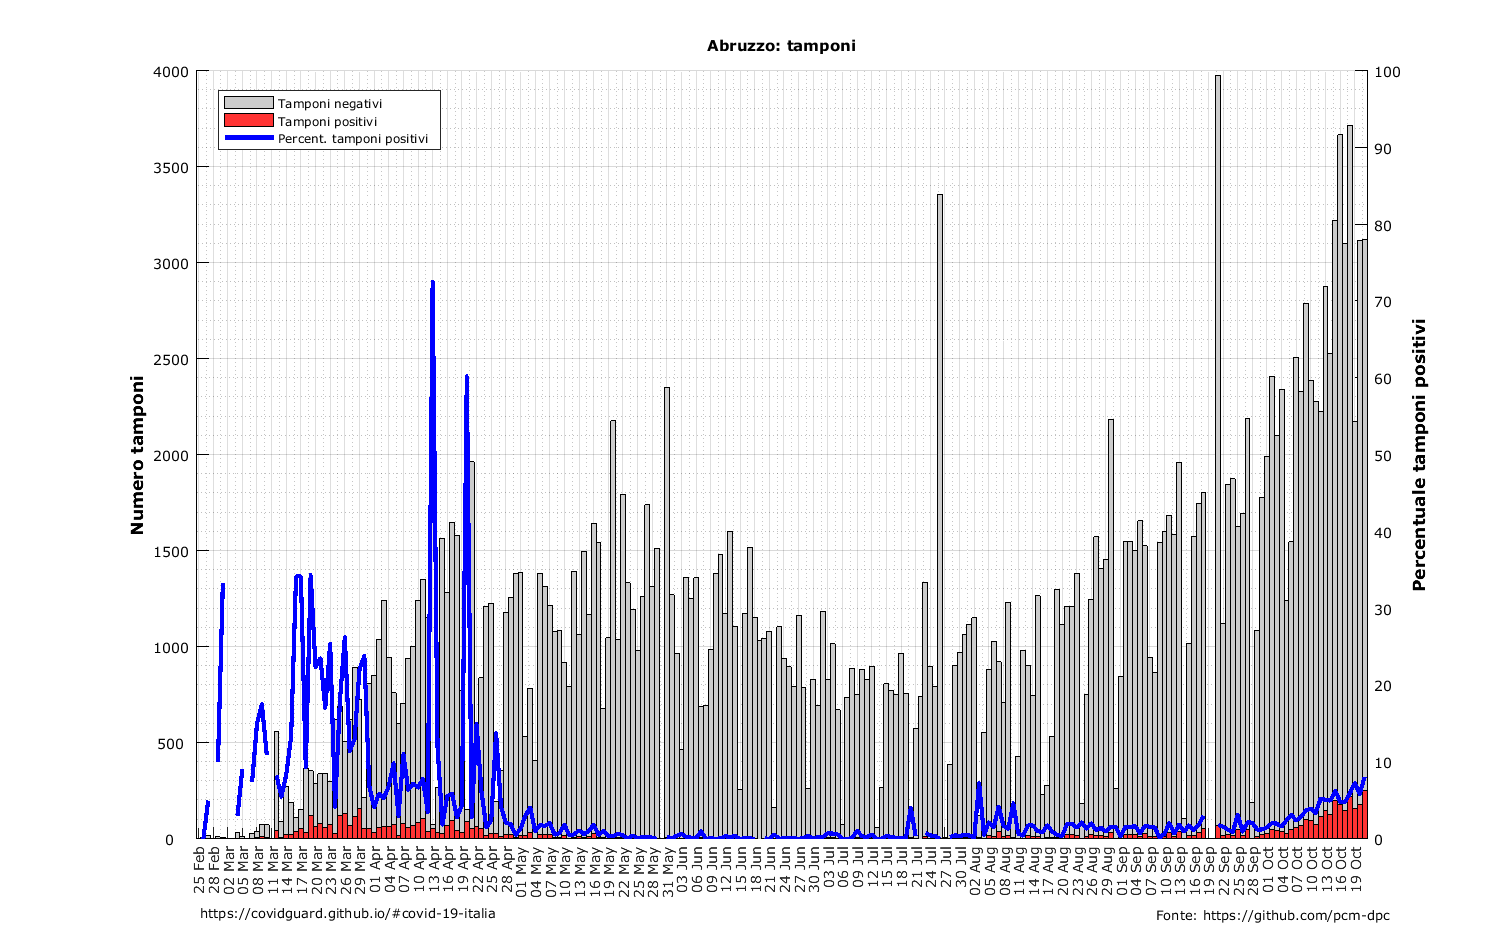 Abruzzo: tamponi
Tamponi negativi
Tamponi positivi
Percent. tamponi positivi
Numero tamponi
4000
3500
3000
2500
2000
1500
1000
500
0
Percentuale tamponi positivi
100
90
80
70
60
50
40
30
20
10
0
25 Feb
28 Feb
02 Mar
05 Mar
08 Mar
11 Mar
14 Mar
17 Mar
20 Mar
23 Mar
26 Mar
29 Mar
01 Apr
04 Apr
07 Apr
10 Apr
13 Apr
16 Apr
19 Apr
22 Apr
25 Apr
28 Apr
01 May
04 May
07 May
10 May
13 May
16 May
19 May
22 May
25 May
28 May
31 May
03 Jun
06 Jun
09 Jun
12 Jun
15 Jun
18 Jun
21 Jun
24 Jun
27 Jun
30 Jun
03 Jul
06 Jul
09 Jul
12 Jul
15 Jul
18 Jul
21 Jul
24 Jul
27 Jul
30 Jul
02 Aug
05 Aug
08 Aug
11 Aug
14 Aug
17 Aug
20 Aug
23 Aug
26 Aug
29 Aug
01 Sep
04 Sep
07 Sep
10 Sep
13 Sep
16 Sep
19 Sep
22 Sep
25 Sep
28 Sep
01 Oct
04 Oct
07 Oct
10 Oct
13 Oct
16 Oct
19 Oct
https://covidguard.github.io/#covid-19-italia
Fonte: https://github.com/pcm-dpc